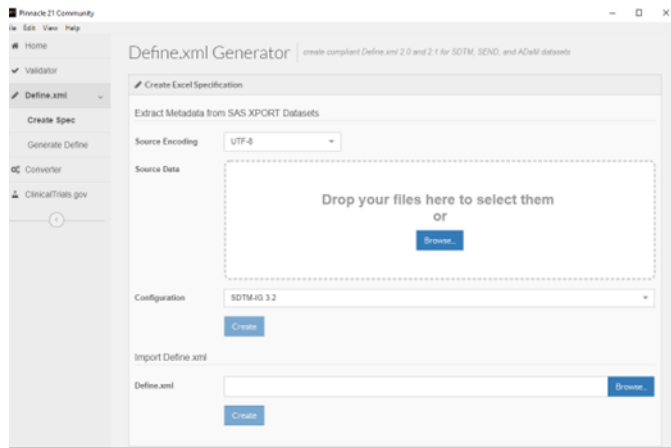 Pinnacle 21 Community
File Edit View Help
Home
Validator
Define.xml
Create Spec
Generate Define
Converter
ClinicalTrials.gov
Define.xml Generator create compliant Define.xml 2.0 and 2.1 for SDTM, SEND, and ADaM datasets
Create Excel Specification
Extract Metadata from SAS XPORT Datasets
Source Encoding UTF-8
Source Data
Drop your files here to select them
or
Browse...
Configuration SDTM-IG 3.2
Create
Import Define.xml
Define.xml Browse...
Create